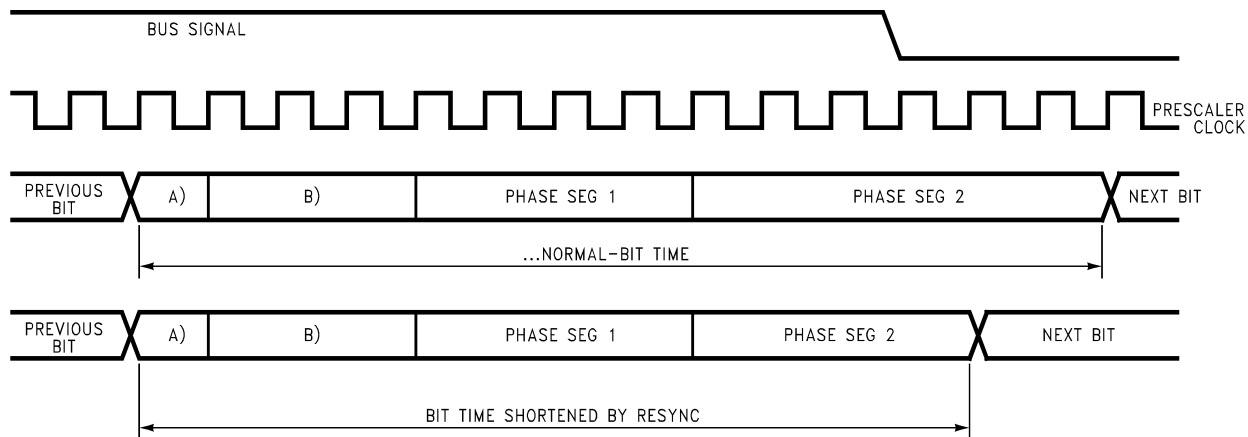 BUS SIGNAL
PRESCALER
CLOCK
PREVIOUS
BIT
A)
B)
PHASE SEG 1
PHASE SEG 2
NEXT BIT
...NORMAL-BIT TIME
PREVIOUS
BIT
A)
B)
PHASE SEG 1
PHASE SEG 2
NEXT BIT
BIT TIME SHORTENED BY RESYNC